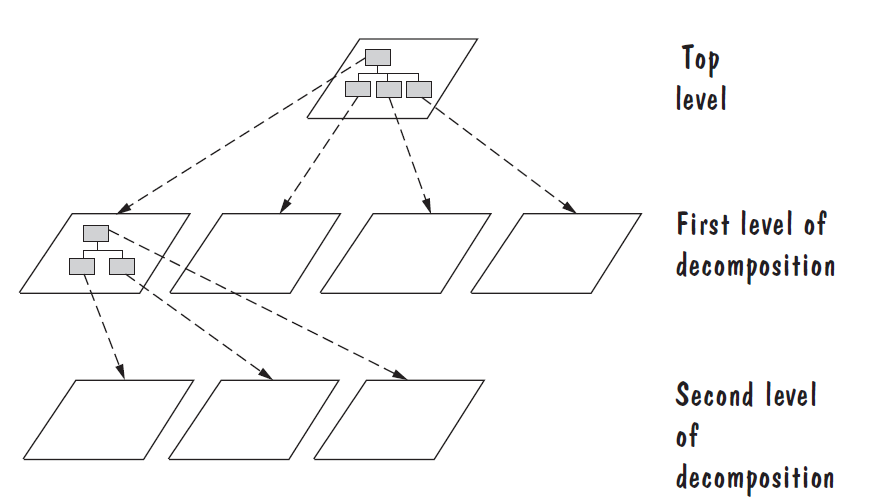 Top
level
First level of
decomposition
Second level
of
decomposition